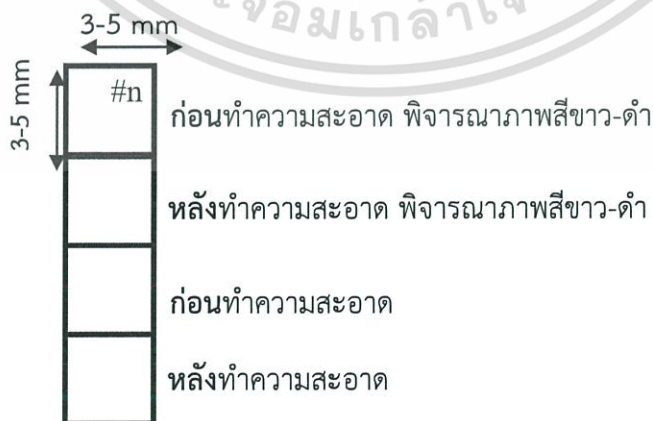 3-5 mm
3-5 mm
#n
ก่อนทำความสะอาด พิจารณาภาพสีขาว-ดำ
หลังทำความสะอาด พิจารณาภาพสีขาว-ดำ
ก่อนทำความสะอาด
หลังทำความสะอาด